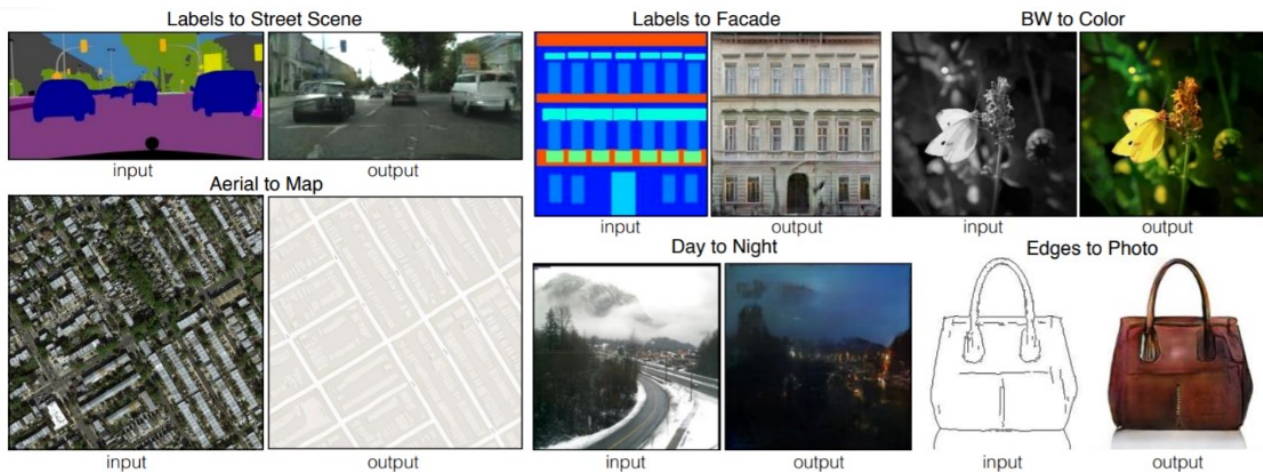 Labels to Street Scene
input
output
Aerial to Map
input
output
Labels to Facade
input
output
Day to Night
input
output
BW to Color
input
output
Edges to Photo
input
output